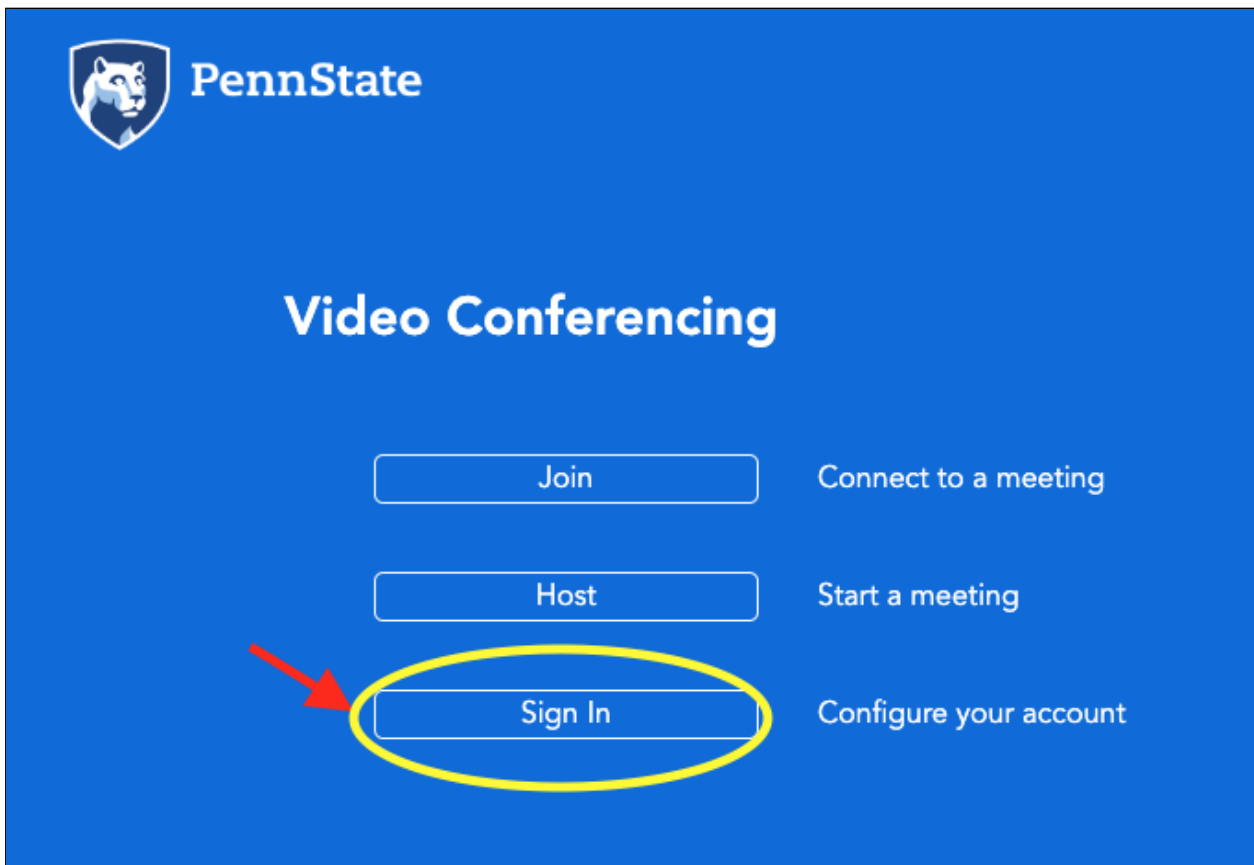 PennState
Video Conferencing
Join Connect to a meeting
Host Start a meeting
Sign In Configure your account